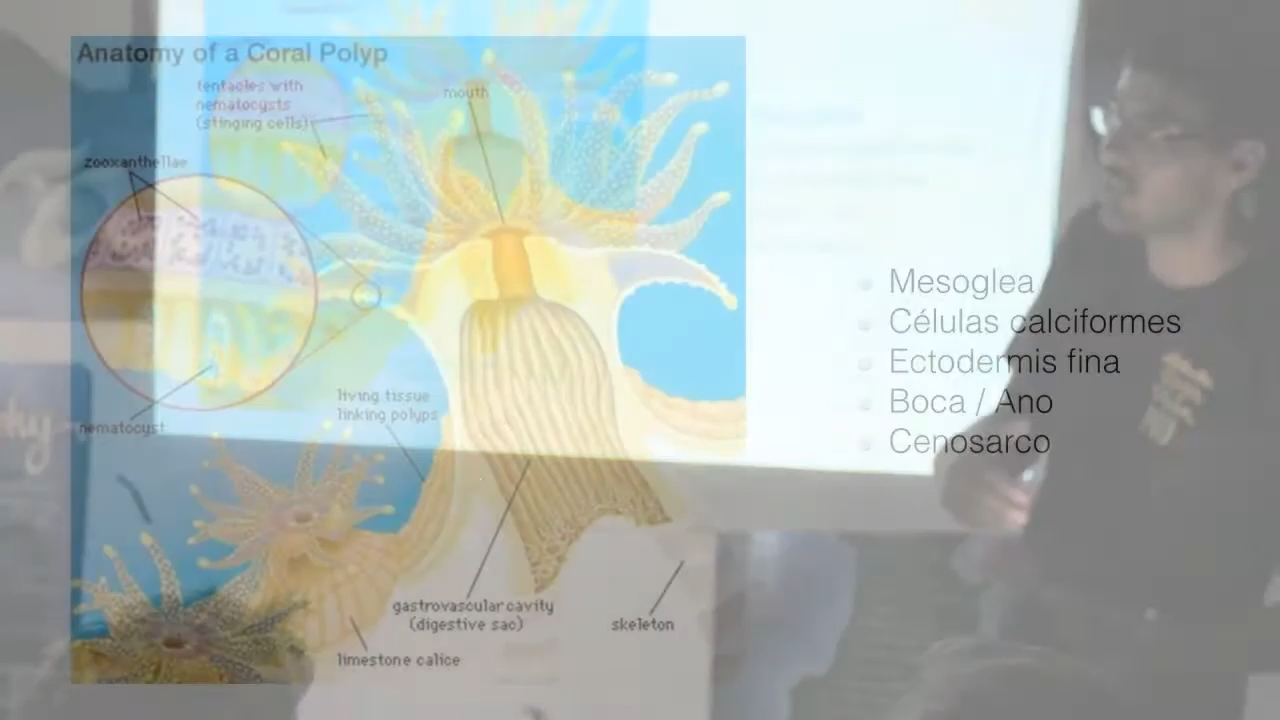 Anatomy of a Coral Polyp
tentacles with
nematocysts
(stinging cells)
mouth
zooxanthellae
nematocyst
living tissue
linking polyps
gastrovascular cavity
(digestive sac)
skeleton
limestone calice
Mesoglea
Células calciformes
Ectodermis fina
Boca / Ano
Cenosarco